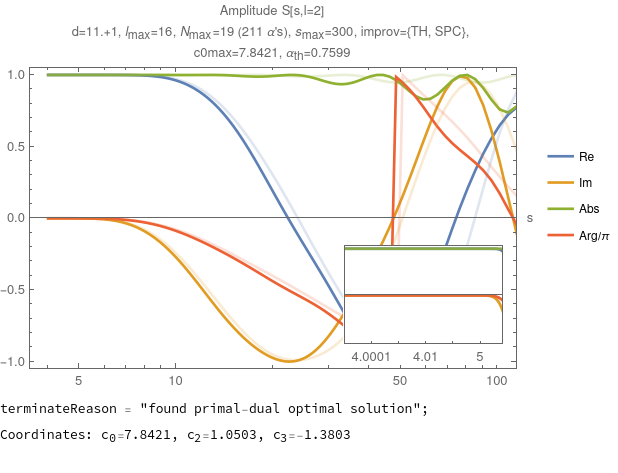 Amplitude S[s,l=2]
d=11.+1, lmax=16, Nmax=19 (211 α's), smax=300, improv={TH, SPC},
c0max=7.8421, αth=0.7599
1.0
0.5
0.0
s
−0.5
−1.0
5
10
50
100
4.0001
4.01
5
Re
Im
Abs
Arg/π
terminateReason = "found primal-dual optimal solution";
Coordinates: c0=7.8421, c2=1.0503, c3=-1.3803